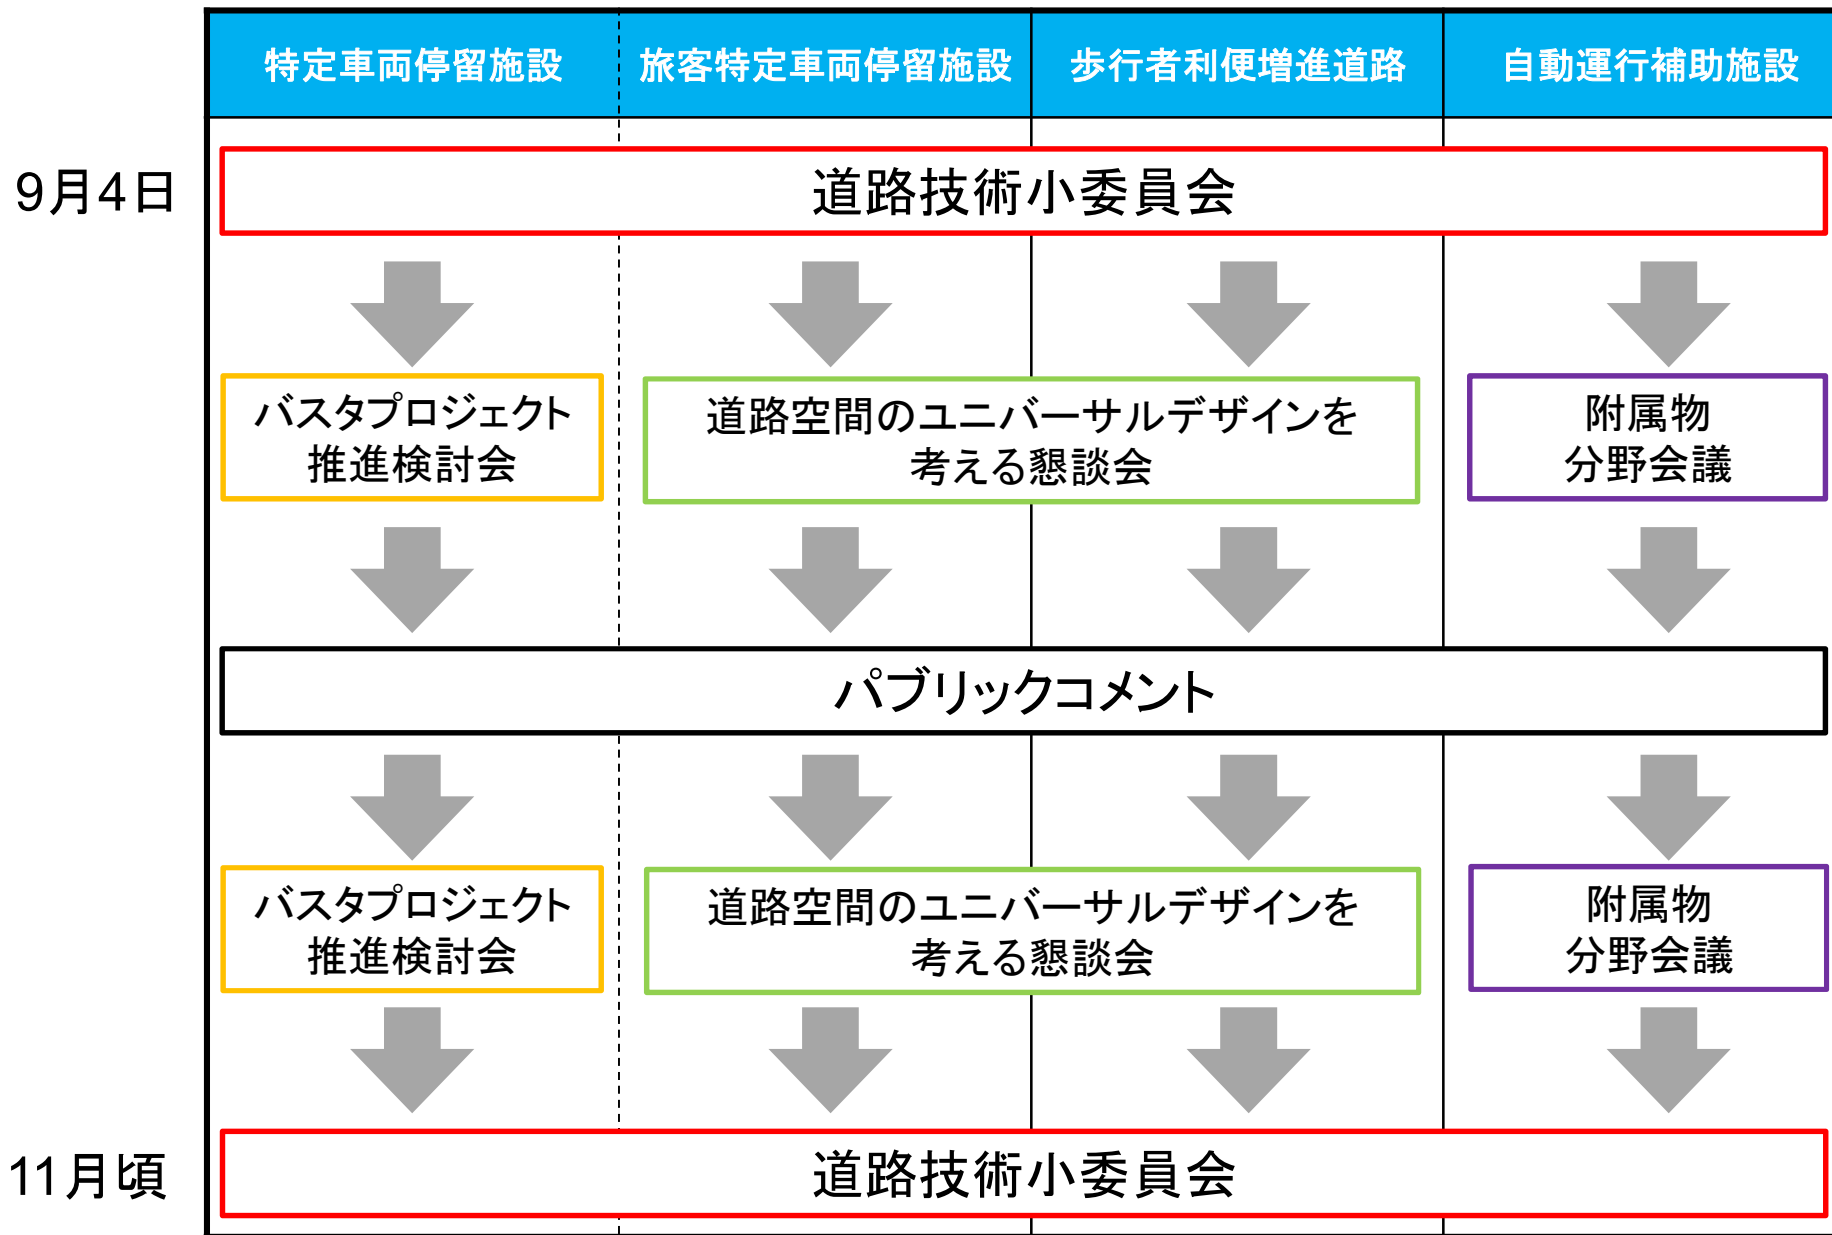 特定車両停留施設
旅客特定車両停留施設
歩行者利便増進道路
自動運行補助施設
9月4日
道路技術小委員会
バスタプロジェクト
推進検討会
道路空間のユニバーサルデザインを
考える懇談会
附属物
分野会議
パブリックコメント
バスタプロジェクト
推進検討会
道路空間のユニバーサルデザインを
考える懇談会
附属物
分野会議
11月頃
道路技術小委員会